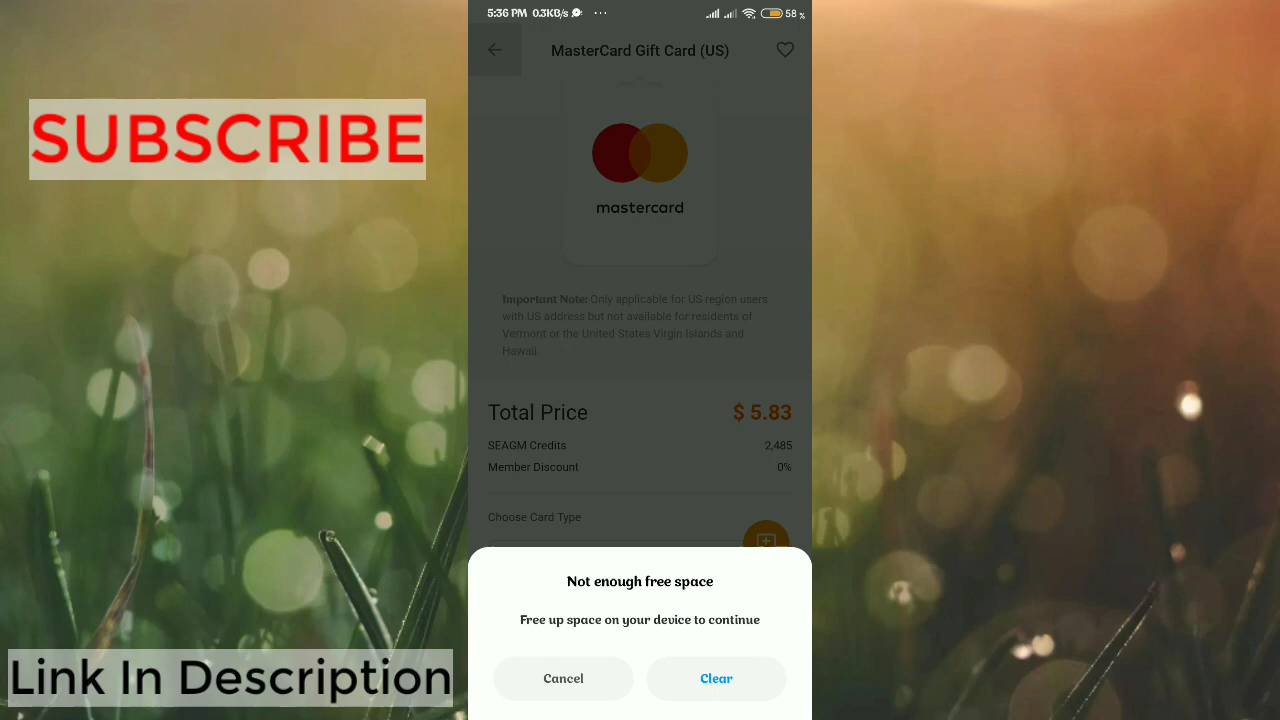 SUBSCRIBE
Link In Description
5:36 PM 0.3KB/s ...
58 %
MasterCard Gift Card (US)
mastercard
Important Note: Only applicable for US region users
with US address but not available for residents of
Vermont or the United States Virgin Islands and
Hawaii.
Total Price $ 5.83
SEAGM Credits 2,485
Member Discount 0%
Choose Card Type
Not enough free space
Free up space on your device to continue
Cancel Clear